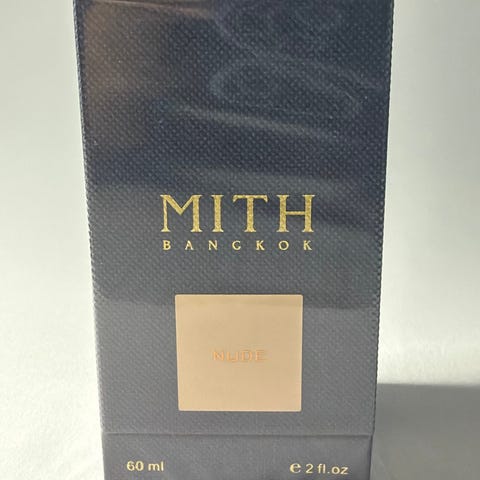 MITH
BANGKOK
NUDE
60 ml
e 2 fl.oz